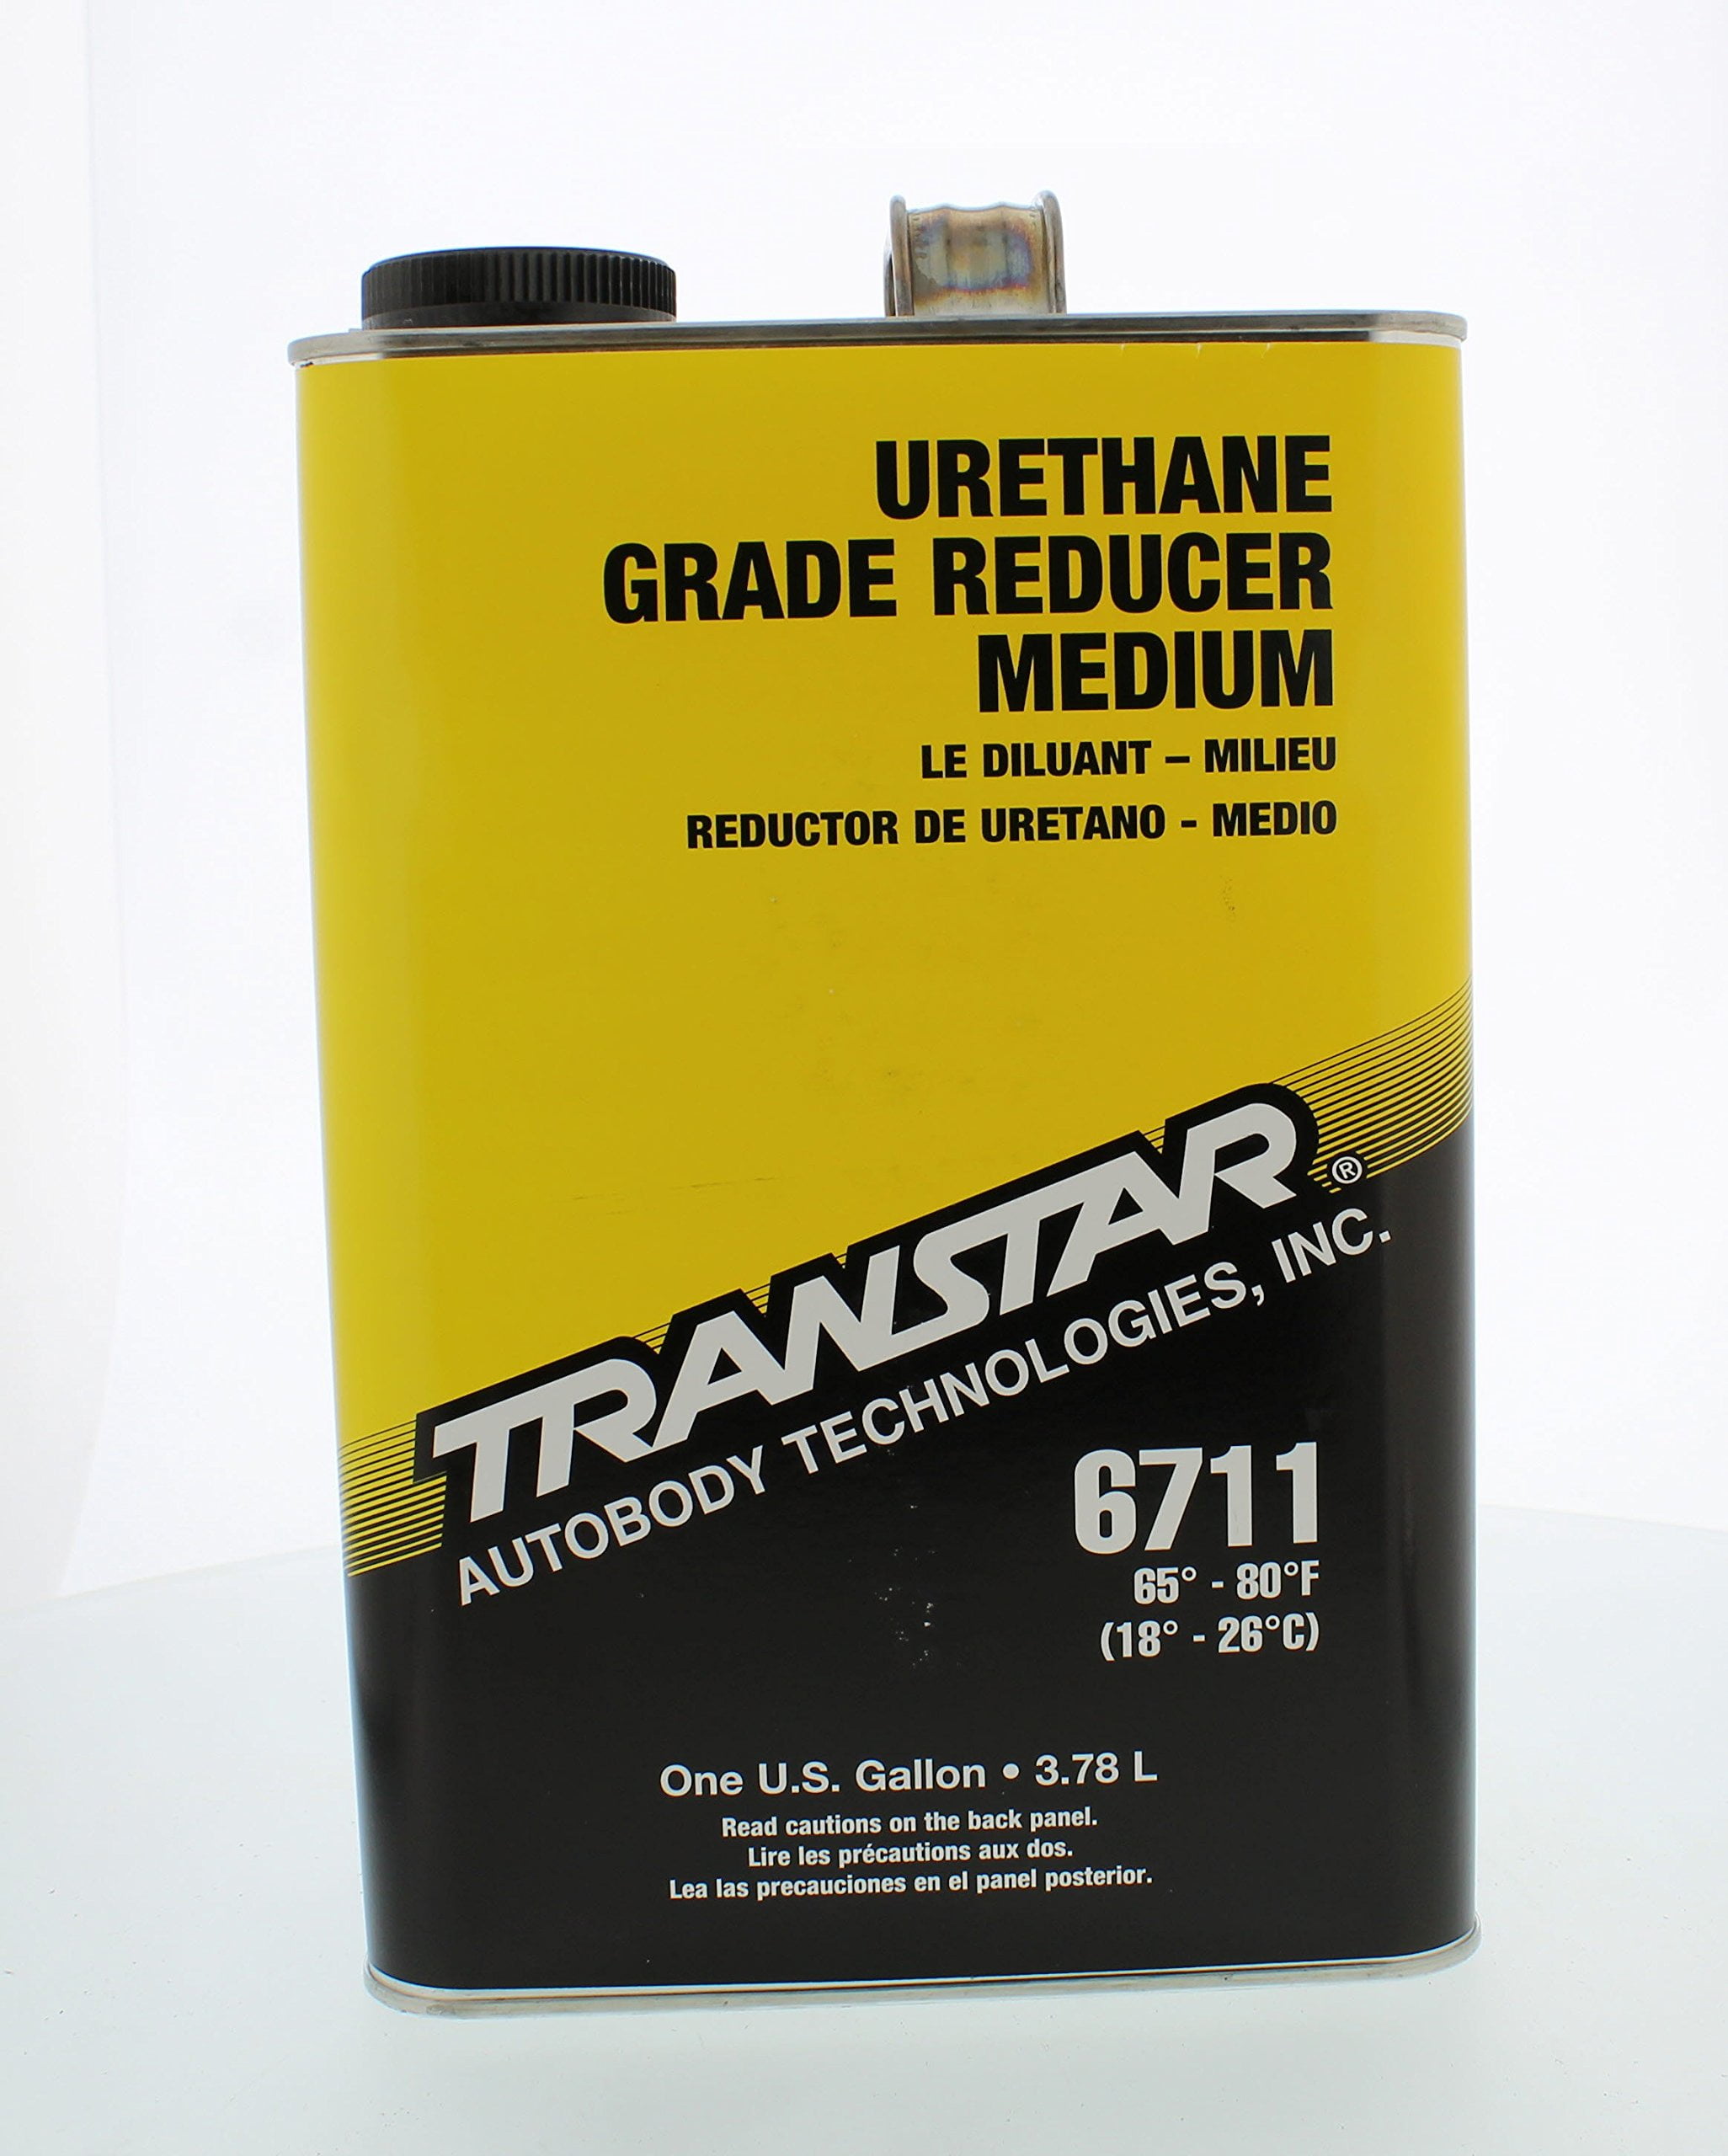 URETHANE
GRADE REDUCER
MEDIUM
LE DILUANT – MILIEU
REDUCTOR DE URETANO - MEDIO
TRANSTAR®
AUTOBODY TECHNOLOGIES, INC.
6711
65° - 80°F
(18° - 26°C)
One U.S. Gallon • 3.78 L
Read cautions on the back panel.
Lire les précautions aux dos.
Lea las precauciones en el panel posterior.